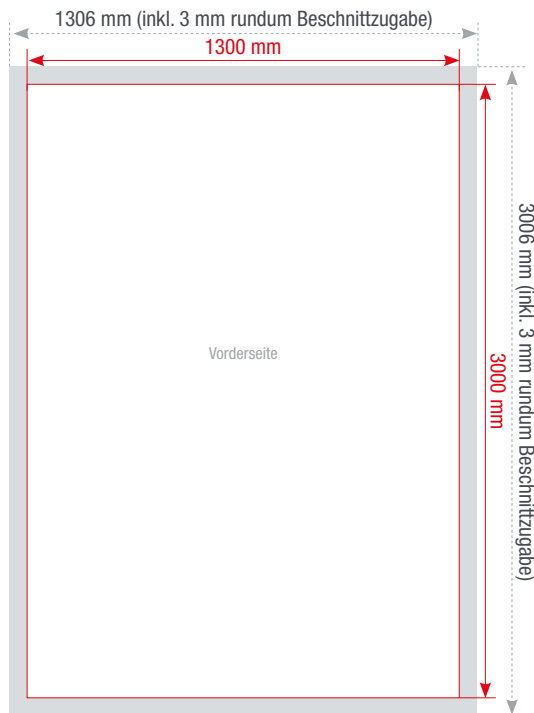 1306 mm (inkl. 3 mm rundum Beschnittzugabe)
1300 mm
Vorderseite
3000 mm
3006 mm (inkl. 3 mm rundum Beschnittzugabe)